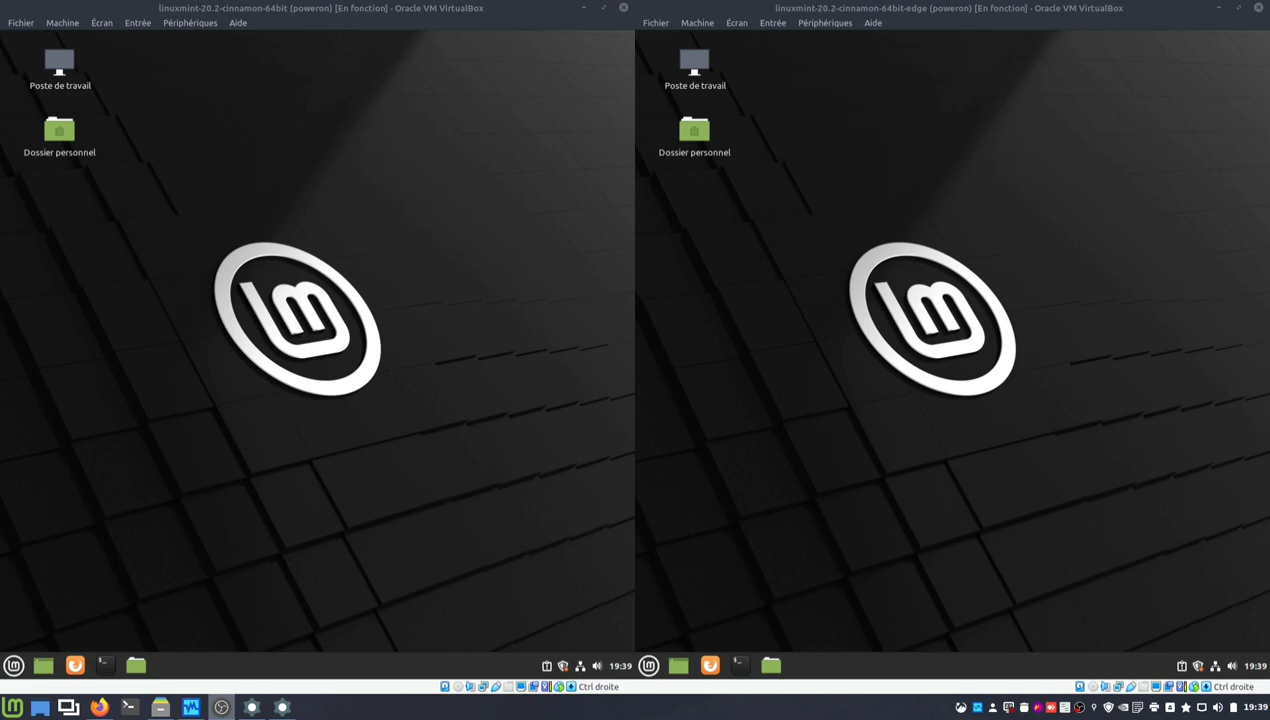 linuxmint-20.2-cinnamon-64bit (poweron) [En fonction] - Oracle VM VirtualBox
Fichier Machine Écran Entrée Périphériques Aide
Poste de travail
Dossier personnel
19:39
Ctrl droite
linuxmint-20.2-cinnamon-64bit-edge (poweron) [En fonction] - Oracle VM VirtualBox
Fichier Machine Écran Entrée Périphériques Aide
Poste de travail
Dossier personnel
19:39
Ctrl droite
19:39